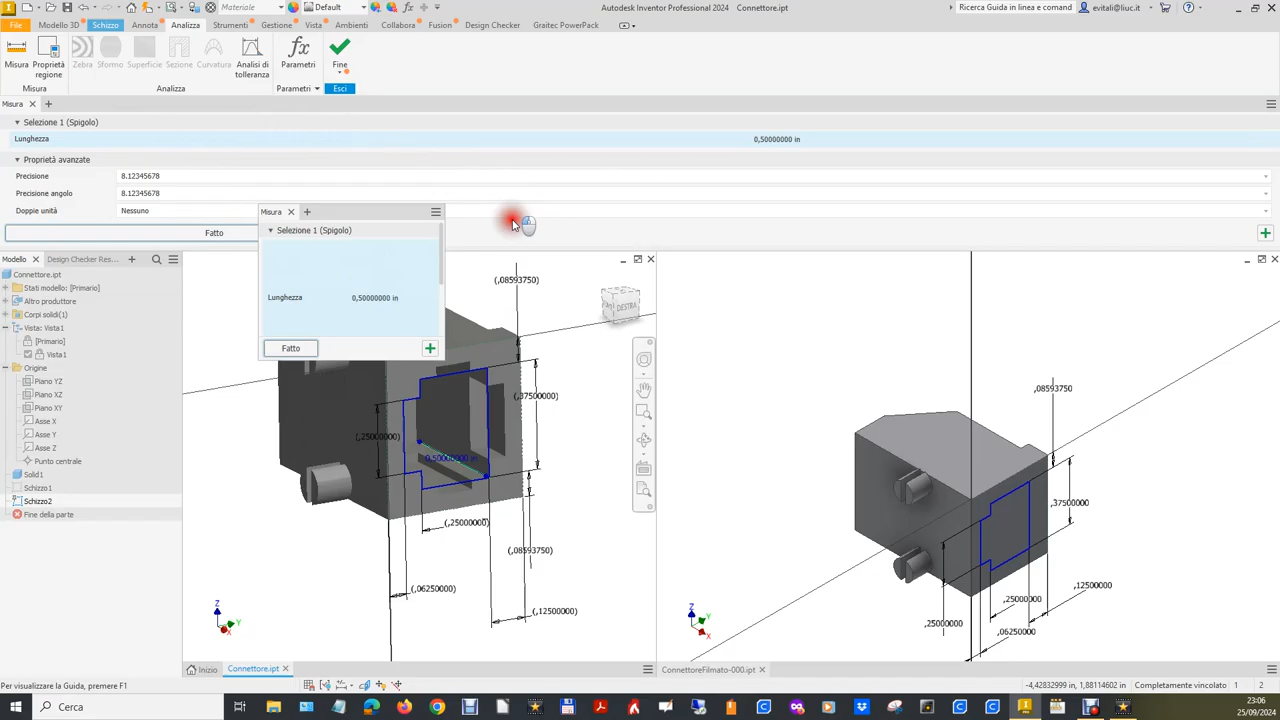 Materiale
Default
Autodesk Inventor Professional 2024
Connettore.ipt
Ricerca Guida in linea e comand
evitali@liuc.it
File
Modello 3D
Schizzo
Annota
Analizza
Strumenti
Gestione
Vista
Ambienti
Collabora
Fusion
Design Checker
Graitec PowerPack
Misura
Proprietà regione
Zebra
Sformo
Superficie
Sezione
Curvatura
Analisi di tolleranza
Parametri
Fine
Misura
Analizza
Parametri
Esci
Misura
Selezione 1 (Spigolo)
Lunghezza
0,50000000 in
Proprietà avanzate
Precisione
8.12345678
Precisione angolo
8.12345678
Doppie unità
Nessuno
Fatto
Misura
Selezione 1 (Spigolo)
Lunghezza
0,50000000 in
Fatto
Modello
Design Checker Res...
Connettore.ipt
Stati modello: [Primario]
Altro produttore
Corpi solidi(1)
Vista: Vista1
[Primario]
Vista1
Origine
Piano YZ
Piano XZ
Piano XY
Asse X
Asse Y
Asse Z
Punto centrale
Solid1
Schizzo1
Schizzo2
Fine della parte
(,08593750)
DESTRA
(,37500000)
(,25000000)
0,50000000 in
(,25000000)
(,08593750)
(,06250000)
(,12500000)
Z
Y
X
,08593750
,37500000
,12500000
,25000000
,25000000
,06250000
Z
Y
X
Inizio
Connettore.ipt
ConnettoreFilmato-000.ipt
Per visualizzare la Guida, premere F1
-4,42832999 in, 1,88114602 in
Completamente vincolato
1
2
Cerca
23:06
25/09/2024